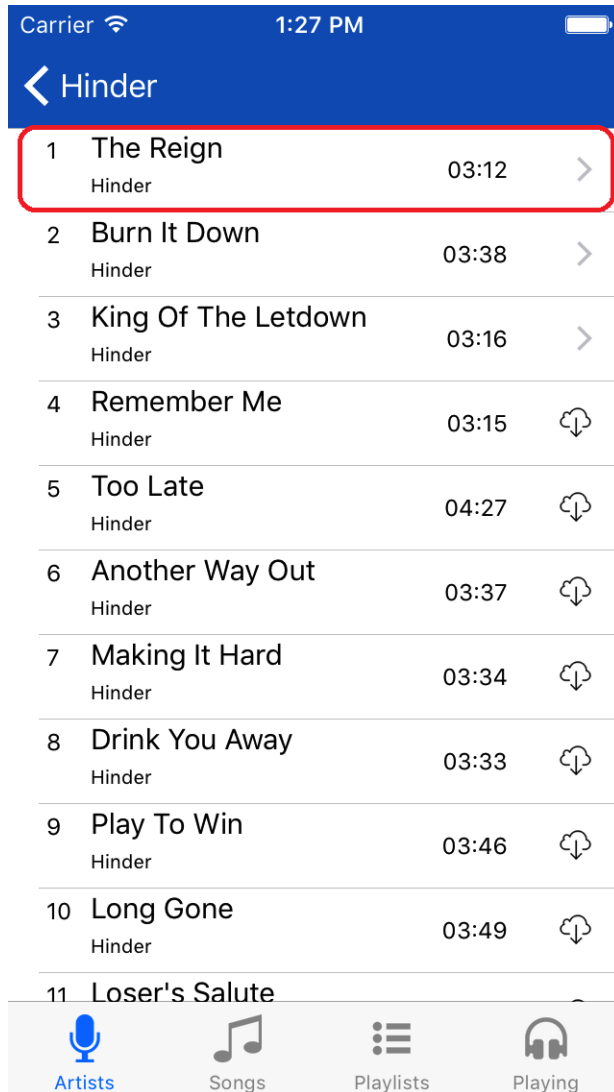 Carrier 1:27 PM
Hinder
1 The Reign 03:12
Hinder
2 Burn It Down 03:38
Hinder
3 King Of The Letdown 03:16
Hinder
4 Remember Me 03:15
Hinder
5 Too Late 04:27
Hinder
6 Another Way Out 03:37
Hinder
7 Making It Hard 03:34
Hinder
8 Drink You Away 03:33
Hinder
9 Play To Win 03:46
Hinder
10 Long Gone 03:49
Hinder
11 Loser's Salute
Artists Songs Playlists Playing